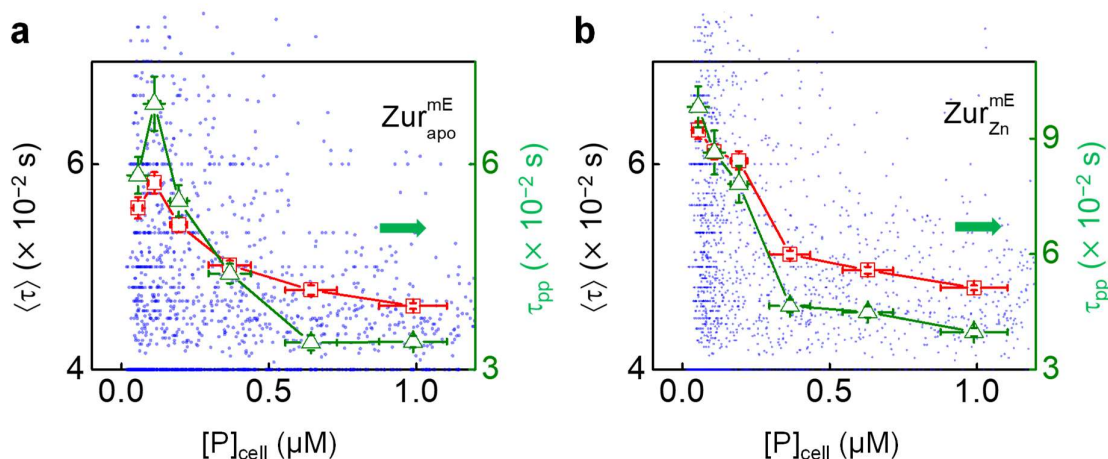 a
b
Zur^mE_apo
Zur^mE_Zn
6
4
⟨τ⟩ (× 10⁻² s)
6
3
τ_pp (× 10⁻² s)
0.0 0.5 1.0
[P]_cell (μM)
6
4
⟨τ⟩ (× 10⁻² s)
9
6
3
τ_pp (× 10⁻² s)
0.0 0.5 1.0
[P]_cell (μM)